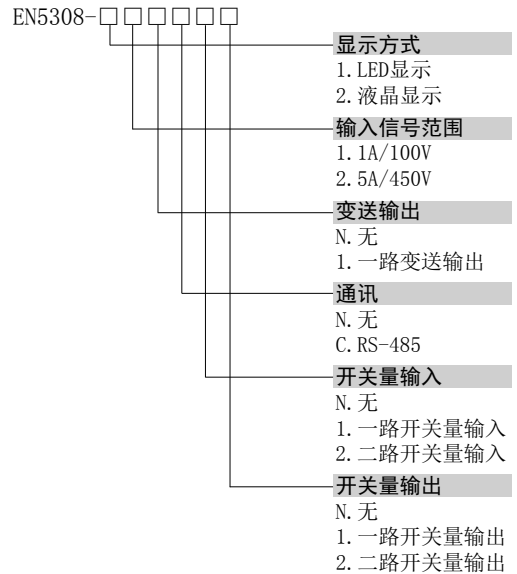 EN5308-□□□□□□
显示方式
1.LED显示
2.液晶显示
输入信号范围
1.1A/100V
2.5A/450V
变送输出
N.无
1.一路变送输出
通讯
N.无
C.RS-485
开关量输入
N.无
1.一路开关量输入
2.二路开关量输入
开关量输出
N.无
1.一路开关量输出
2.二路开关量输出